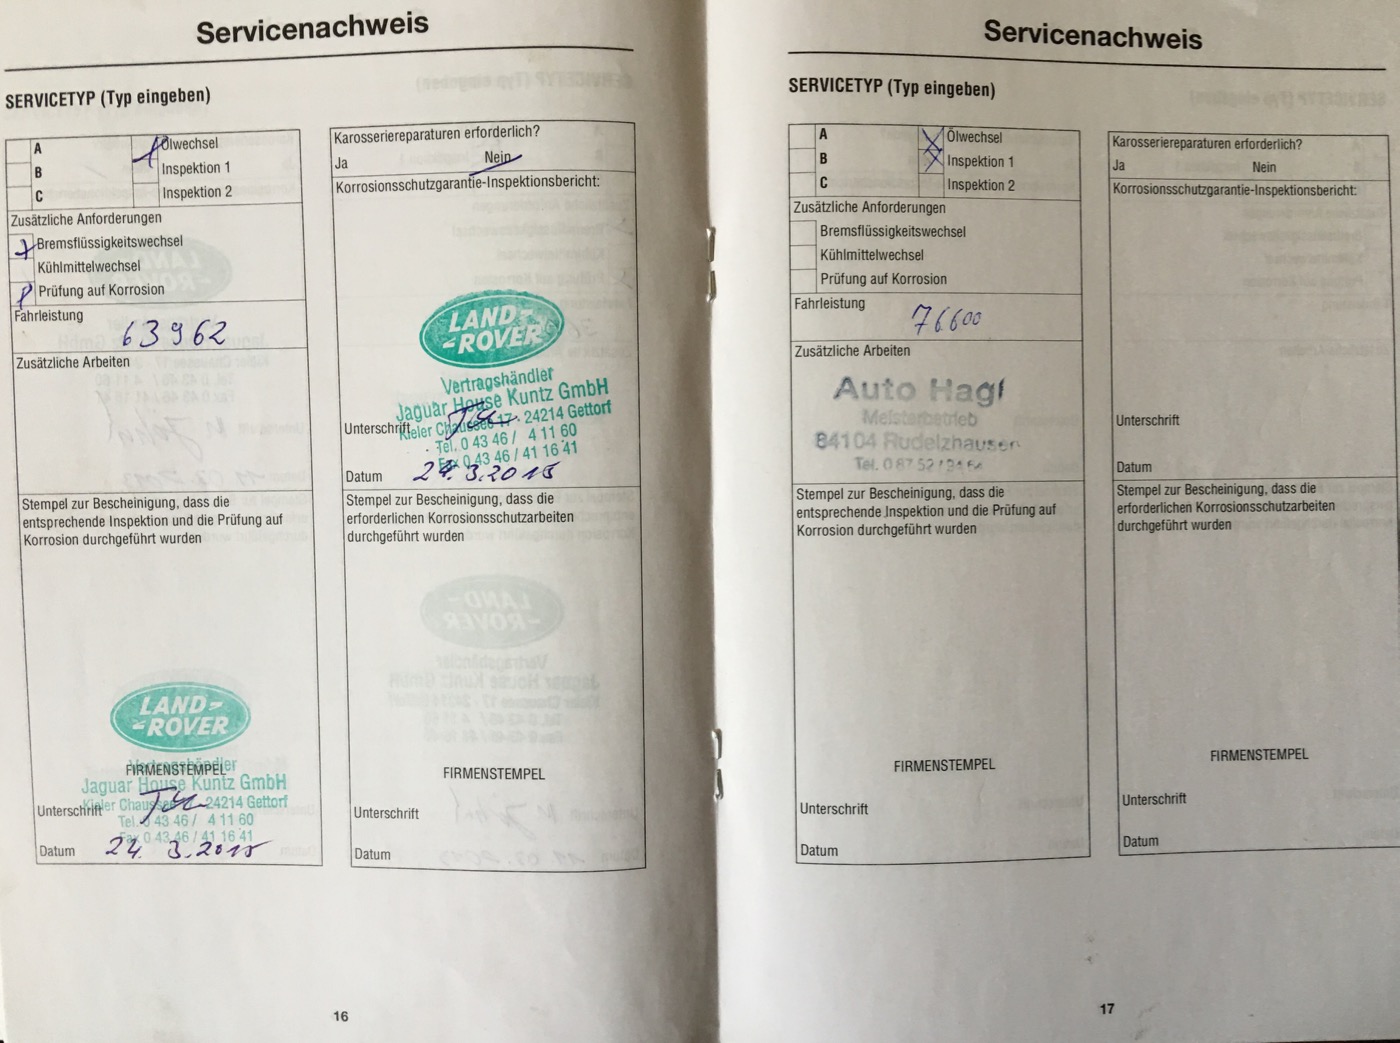 Servicenachweis
SERVICETYP (Typ eingeben)
A
Ölwechsel
B
Inspektion 1
C
Inspektion 2
Zusätzliche Anforderungen
Bremsflüssigkeitswechsel
Kühlmittelwechsel
Prüfung auf Korrosion
Fahrleistung
63962
Zusätzliche Arbeiten
Stempel zur Bescheinigung, dass die
entsprechende Inspektion und die Prüfung auf
Korrosion durchgeführt wurden
LAND-
-ROVER
Vertragshändler
FIRMENSTEMPEL
Jaguar House Kuntz GmbH
Kieler Chaussee 24214 Gettorf
Unterschrift
Tel. 0 43 46 / 4 11 60
Fax 0 43 46 / 41 16 41
Datum 24. 3. 2015
Karosseriereparaturen erforderlich?
Ja Nein
Korrosionsschutzgarantie-Inspektionsbericht:
LAND-
-ROVER
Vertragshändler
Jaguar House Kuntz GmbH
Kieler Chaussee 17 · 24214 Gettorf
Unterschrift
Tel. 0 43 46 / 4 11 60
Fax 0 43 46 / 41 16 41
Datum 24. 3. 2015
Stempel zur Bescheinigung, dass die
erforderlichen Korrosionsschutzarbeiten
durchgeführt wurden
FIRMENSTEMPEL
Unterschrift
Datum
16
Servicenachweis
SERVICETYP (Typ eingeben)
A
Ölwechsel
B
Inspektion 1
C
Inspektion 2
Zusätzliche Anforderungen
Bremsflüssigkeitswechsel
Kühlmittelwechsel
Prüfung auf Korrosion
Fahrleistung
76600
Zusätzliche Arbeiten
Auto Hagl
Meisterbetrieb
84104 Rudelzhausen
Tel.
Stempel zur Bescheinigung, dass die
entsprechende Inspektion und die Prüfung auf
Korrosion durchgeführt wurden
FIRMENSTEMPEL
Unterschrift
Datum
Karosseriereparaturen erforderlich?
Ja Nein
Korrosionsschutzgarantie-Inspektionsbericht:
Unterschrift
Datum
Stempel zur Bescheinigung, dass die
erforderlichen Korrosionsschutzarbeiten
durchgeführt wurden
FIRMENSTEMPEL
Unterschrift
Datum
17